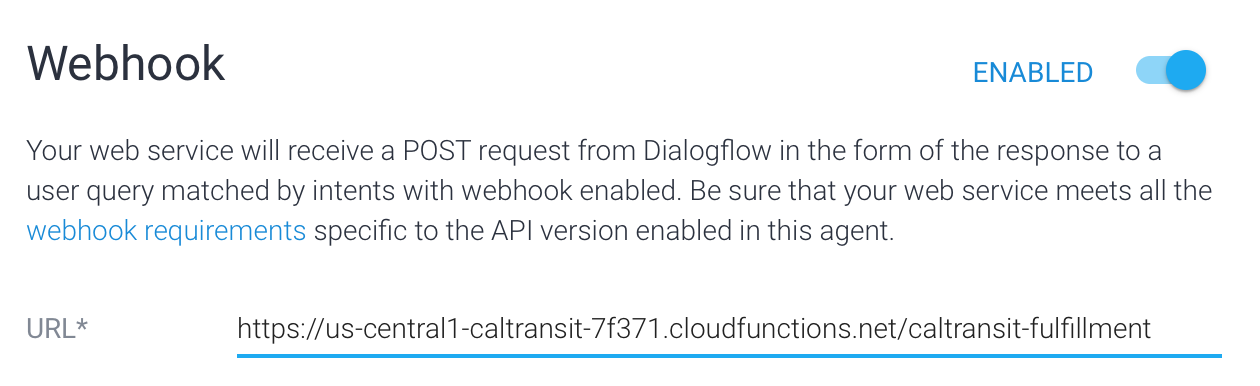 Webhook
ENABLED
Your web service will receive a POST request from Dialogflow in the form of the response to a
user query matched by intents with webhook enabled. Be sure that your web service meets all the
webhook requirements specific to the API version enabled in this agent.
URL*
https://us-central1-caltransit-7f371.cloudfunctions.net/caltransit-fulfillment